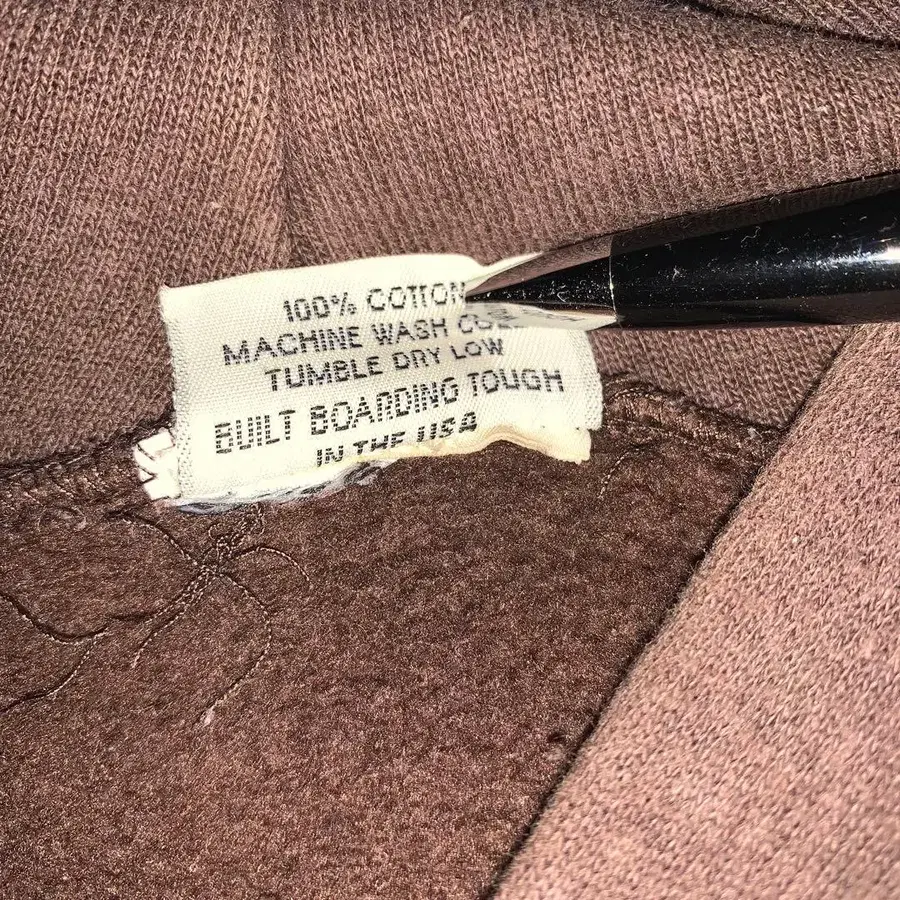 100% COTTON
MACHINE WASH
TUMBLE DRY LOW
BUILT BOARDING TOUGH
IN THE USA